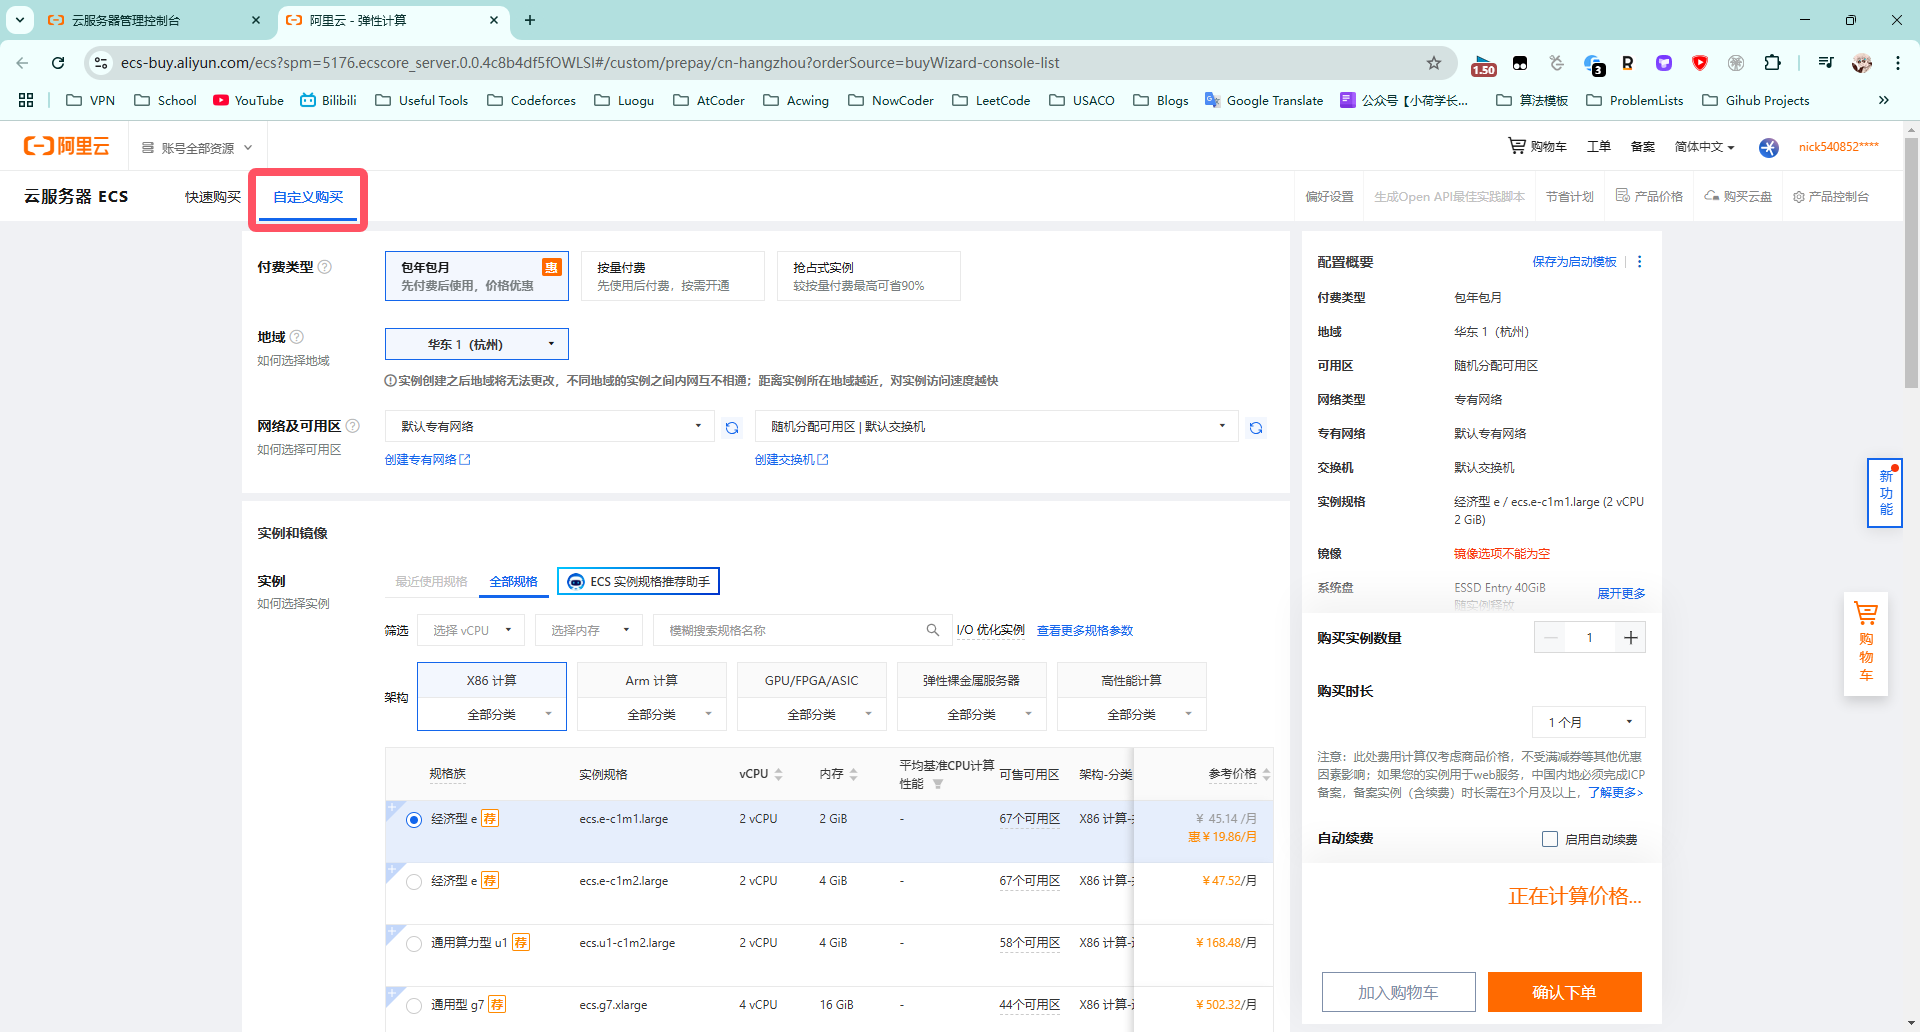 云服务器管理控制台
阿里云 - 弹性计算
ecs-buy.aliyun.com/ecs?spm=5176.ecscore_server.0.0.4c8b4df5fOWLSI#/custom/prepay/cn-hangzhou?orderSource=buyWizard-console-list
1.50
3
VPN School YouTube Bilibili Useful Tools Codeforces Luogu AtCoder Acwing NowCoder LeetCode USACO Blogs Google Translate 公众号【小荷学长... 算法模板 ProblemLists Gihub Projects
阿里云 账号全部资源 购物车 工单 备案 简体中文 nick540852****
云服务器 ECS 快速购买 自定义购买 偏好设置 生成Open API最佳实践脚本 节省计划 产品价格 购买云盘 产品控制台
付费类型
包年包月 惠
先付费后使用，价格优惠
按量付费
先使用后付费，按需开通
抢占式实例
较按量付费最高可省90%
地域
如何选择地域
华东 1（杭州）
实例创建之后地域将无法更改，不同地域的实例之间内网互不相通；距离实例所在地域越近，对实例访问速度越快
网络及可用区
如何选择可用区
默认专有网络
随机分配可用区 | 默认交换机
创建专有网络
创建交换机
实例和镜像
实例
如何选择实例
最近使用规格 全部规格 ECS 实例规格推荐助手
筛选 选择 vCPU 选择内存 模糊搜索规格名称 I/O 优化实例 查看更多规格参数
架构
X86 计算 Arm 计算 GPU/FPGA/ASIC 弹性裸金属服务器 高性能计算
全部分类 全部分类 全部分类 全部分类 全部分类
规格族 实例规格 vCPU 内存 平均基准CPU计算性能 可售可用区 架构-分类 参考价格
经济型 e 荐 ecs.e-c1m1.large 2 vCPU 2 GiB - 67个可用区 X86 计算- ¥ 45.14 /月
惠 ¥ 19.86/月
经济型 e 荐 ecs.e-c1m2.large 2 vCPU 4 GiB - 67个可用区 X86 计算- ¥ 47.52/月
通用算力型 u1 荐 ecs.u1-c1m2.large 2 vCPU 4 GiB - 58个可用区 X86 计算- ¥ 168.48/月
通用型 g7 荐 ecs.g7.xlarge 4 vCPU 16 GiB - 44个可用区 X86 计算- ¥ 502.32/月
配置概要 保存为启动模板
付费类型 包年包月
地域 华东 1（杭州）
可用区 随机分配可用区
网络类型 专有网络
专有网络 默认专有网络
交换机 默认交换机
实例规格 经济型 e / ecs.e-c1m1.large (2 vCPU
2 GiB)
镜像 镜像选项不能为空
系统盘 ESSD Entry 40GiB
随实例释放
展开更多
购买实例数量 1
购买时长
1 个月
注意：此处费用计算仅考虑商品价格，不受满减券等其他优惠
因素影响；如果您的实例用于web服务，中国内地必须完成ICP
备案，备案实例（含续费）时长需在3个月及以上，了解更多>
自动续费 启用自动续费
正在计算价格...
加入购物车 确认下单
新功能
购物车